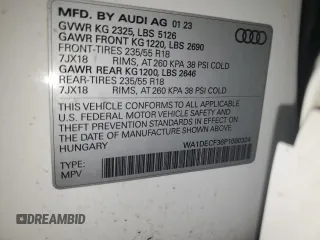 MFD. BY AUDI AG 01 23
GVWR KG 2325, LBS 5126
GAWR FRONT KG1220, LBS 2690
FRONT-TIRES 235/55 R18
7JX18 RIMS, AT 260 KPA 38 PSI COLD
GAWR REAR KG1200, LBS 2646
REAR-TIRES 235/55 R18
7JX18 RIMS, AT 260 KPA 38 PSI COLD
THIS VEHICLE CONFORMS TO ALL APPLICABLE
U.S. FEDERAL MOTOR VEHICLE SAFETY, BUMPER AND
THEFT PREVENTION STANDARDS IN EFFECT ON
THE DATE OF MANUFACTURE SHOWN ABOVE.
HUNGARY
TYPE:
MPV
DREAMBID